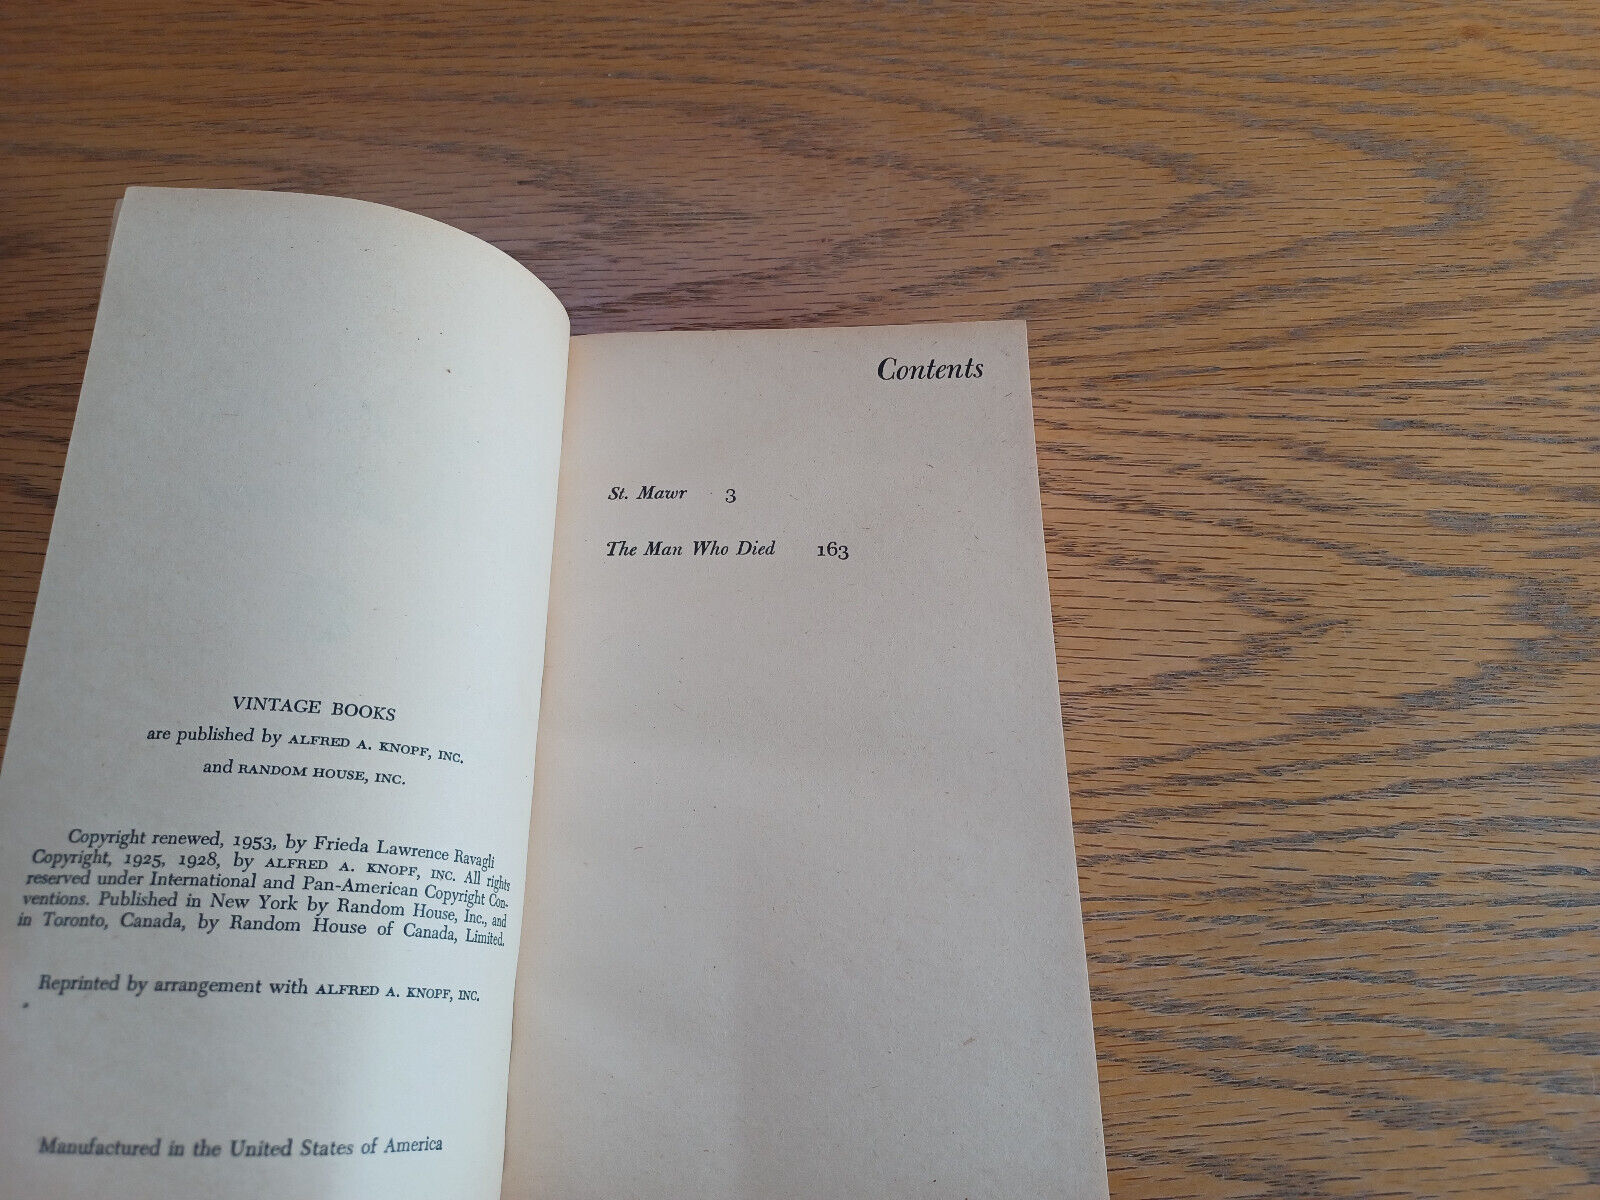 VINTAGE BOOKS
are published by ALFRED A. KNOPF, INC.
and RANDOM HOUSE, INC.
Copyright renewed, 1953, by Frieda Lawrence Ravagli
Copyright, 1925, 1928, by ALFRED A. KNOPF, INC. All rights
reserved under International and Pan-American Copyright Con-
ventions. Published in New York by Random House, Inc., and
in Toronto, Canada, by Random House of Canada, Limited.
Reprinted by arrangement with ALFRED A. KNOPF, INC.
Manufactured in the United States of America
Contents
St. Mawr 3
The Man Who Died 163